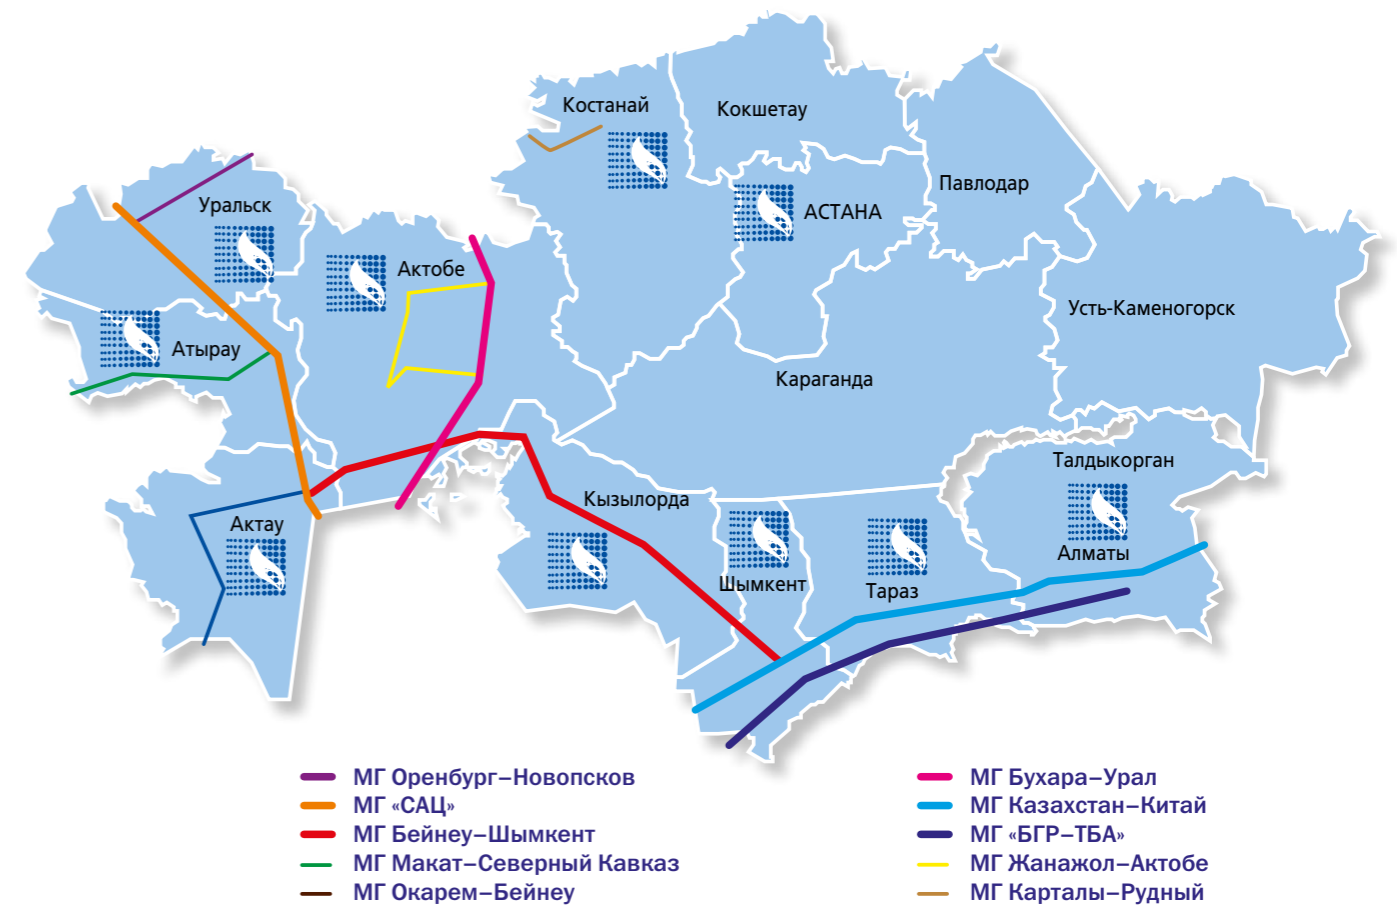 Костанай
Кокшетау
Павлодар
Уральск
АСТАНА
Актобе
Усть-Каменогорск
Атырау
Караганда
Талдыкорган
Кызылорда
Актау
Алматы
Шымкент
Тараз
МГ Оренбург–Новопсков
МГ «САЦ»
МГ Бейнеу–Шымкент
МГ Макат–Северный Кавказ
МГ Окарем–Бейнеу
МГ Бухара–Урал
МГ Казахстан–Китай
МГ «БГР–ТБА»
МГ Жанажол–Актобе
МГ Карталы–Рудный